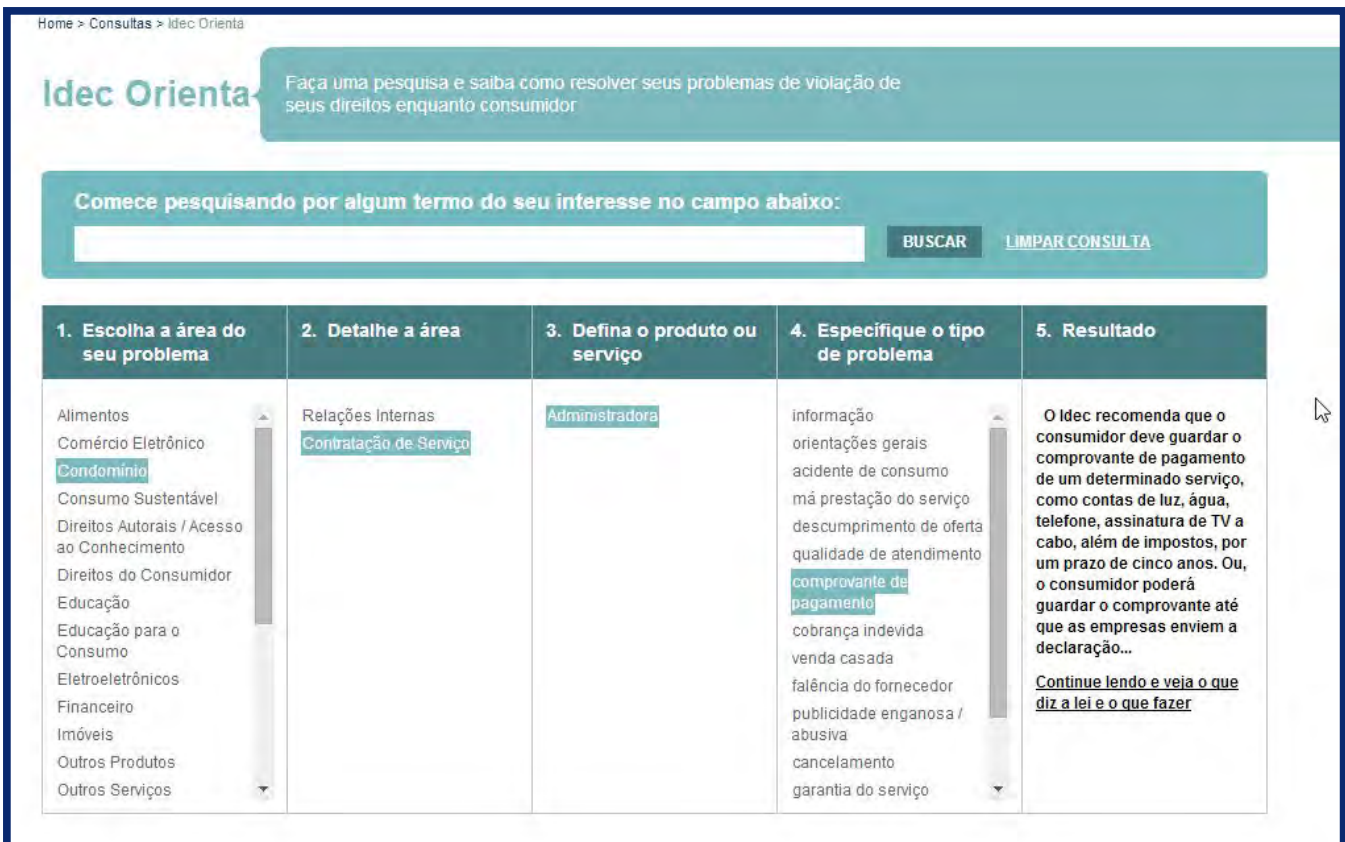 Home > Consultas > Idec Orienta
Idec Orienta
Faça uma pesquisa e saiba como resolver seus problemas de violação de
seus direitos enquanto consumidor
Comece pesquisando por algum termo do seu interesse no campo abaixo:
BUSCAR
LIMPAR CONSULTA
1. Escolha a área do
seu problema
2. Detalhe a área
3. Defina o produto ou
serviço
4. Especifique o tipo
de problema
5. Resultado
Alimentos
Comércio Eletrônico
Condomínio
Consumo Sustentável
Direitos Autorais / Acesso
ao Conhecimento
Direitos do Consumidor
Educação
Educação para o
Consumo
Eletroeletrônicos
Financeiro
Imóveis
Outros Produtos
Outros Serviços
Relações Internas
Contratação de Serviço
Administradora
informação
orientações gerais
acidente de consumo
má prestação do serviço
descumprimento de oferta
qualidade de atendimento
comprovante de
pagamento
cobrança indevida
venda casada
falência do fornecedor
publicidade enganosa /
abusiva
cancelamento
garantia do serviço
O Idec recomenda que o
consumidor deve guardar o
comprovante de pagamento
de um determinado serviço,
como contas de luz, água,
telefone, assinatura de TV a
cabo, além de impostos, por
um prazo de cinco anos. Ou,
o consumidor poderá
guardar o comprovante até
que as empresas enviem a
declaração...
Continue lendo e veja o que
diz a lei e o que fazer